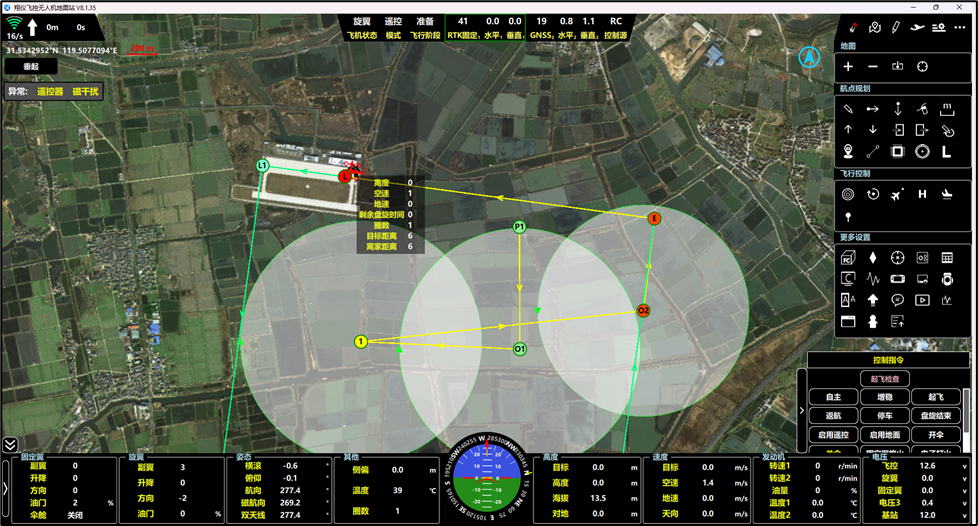 翔仪飞控无人机地面站 V8.1.35
16/s 0m 0s
旋翼 遥控 准备
飞机状态 模式 飞行阶段
41 0.0 0.0
RTK固定, 水平, 垂直,
19 0.8 1.1 RC
GNSS, 水平, 垂直, 控制源
31.5342952°N 119.5077094°E
200 m
垂起
异常: 遥控器 磁干扰
地图
航点规划
m
L
飞行控制
H
更多设置
FC
L1
L
高度 0
空速 1
地速 0
剩余盘旋时间 0
圈数 1
目标距离 6
离家距离 6
P1
E
O2
1
O1
控制指令
起飞检查
自主 增稳 起飞
返航 停车 盘旋结束
启用遥控 启用地面 开伞
固定翼
副翼 0
升降 0
方向 0
油门 2 %
伞舱 关闭
旋翼
副翼 3
升降 0
方向 -2
油门 0 %
姿态
横滚 -0.6 °
俯仰 -0.1 °
航向 277.4 °
磁航向 269.2 °
双天线 277.4 °
其他
侧偏 0.0 m
温度 39 ℃
圈数 1
高度
目标 0.0 m
高度 0.0 m
海拔 13.5 m
对地 0.0 m
速度
目标 0.0 m/s
空速 1.4 m/s
地速 0.0 m/s
天向 0.0 m/s
发动机
转速1 0 r/min
转速2 0 r/min
油量 0 %
温度1 0.0 ℃
温度2 0.0 ℃
电压
飞控 12.6 v
旋翼 0.0 v
固定翼 0.0 v
电压3 0.0 v
基站 12.0 v